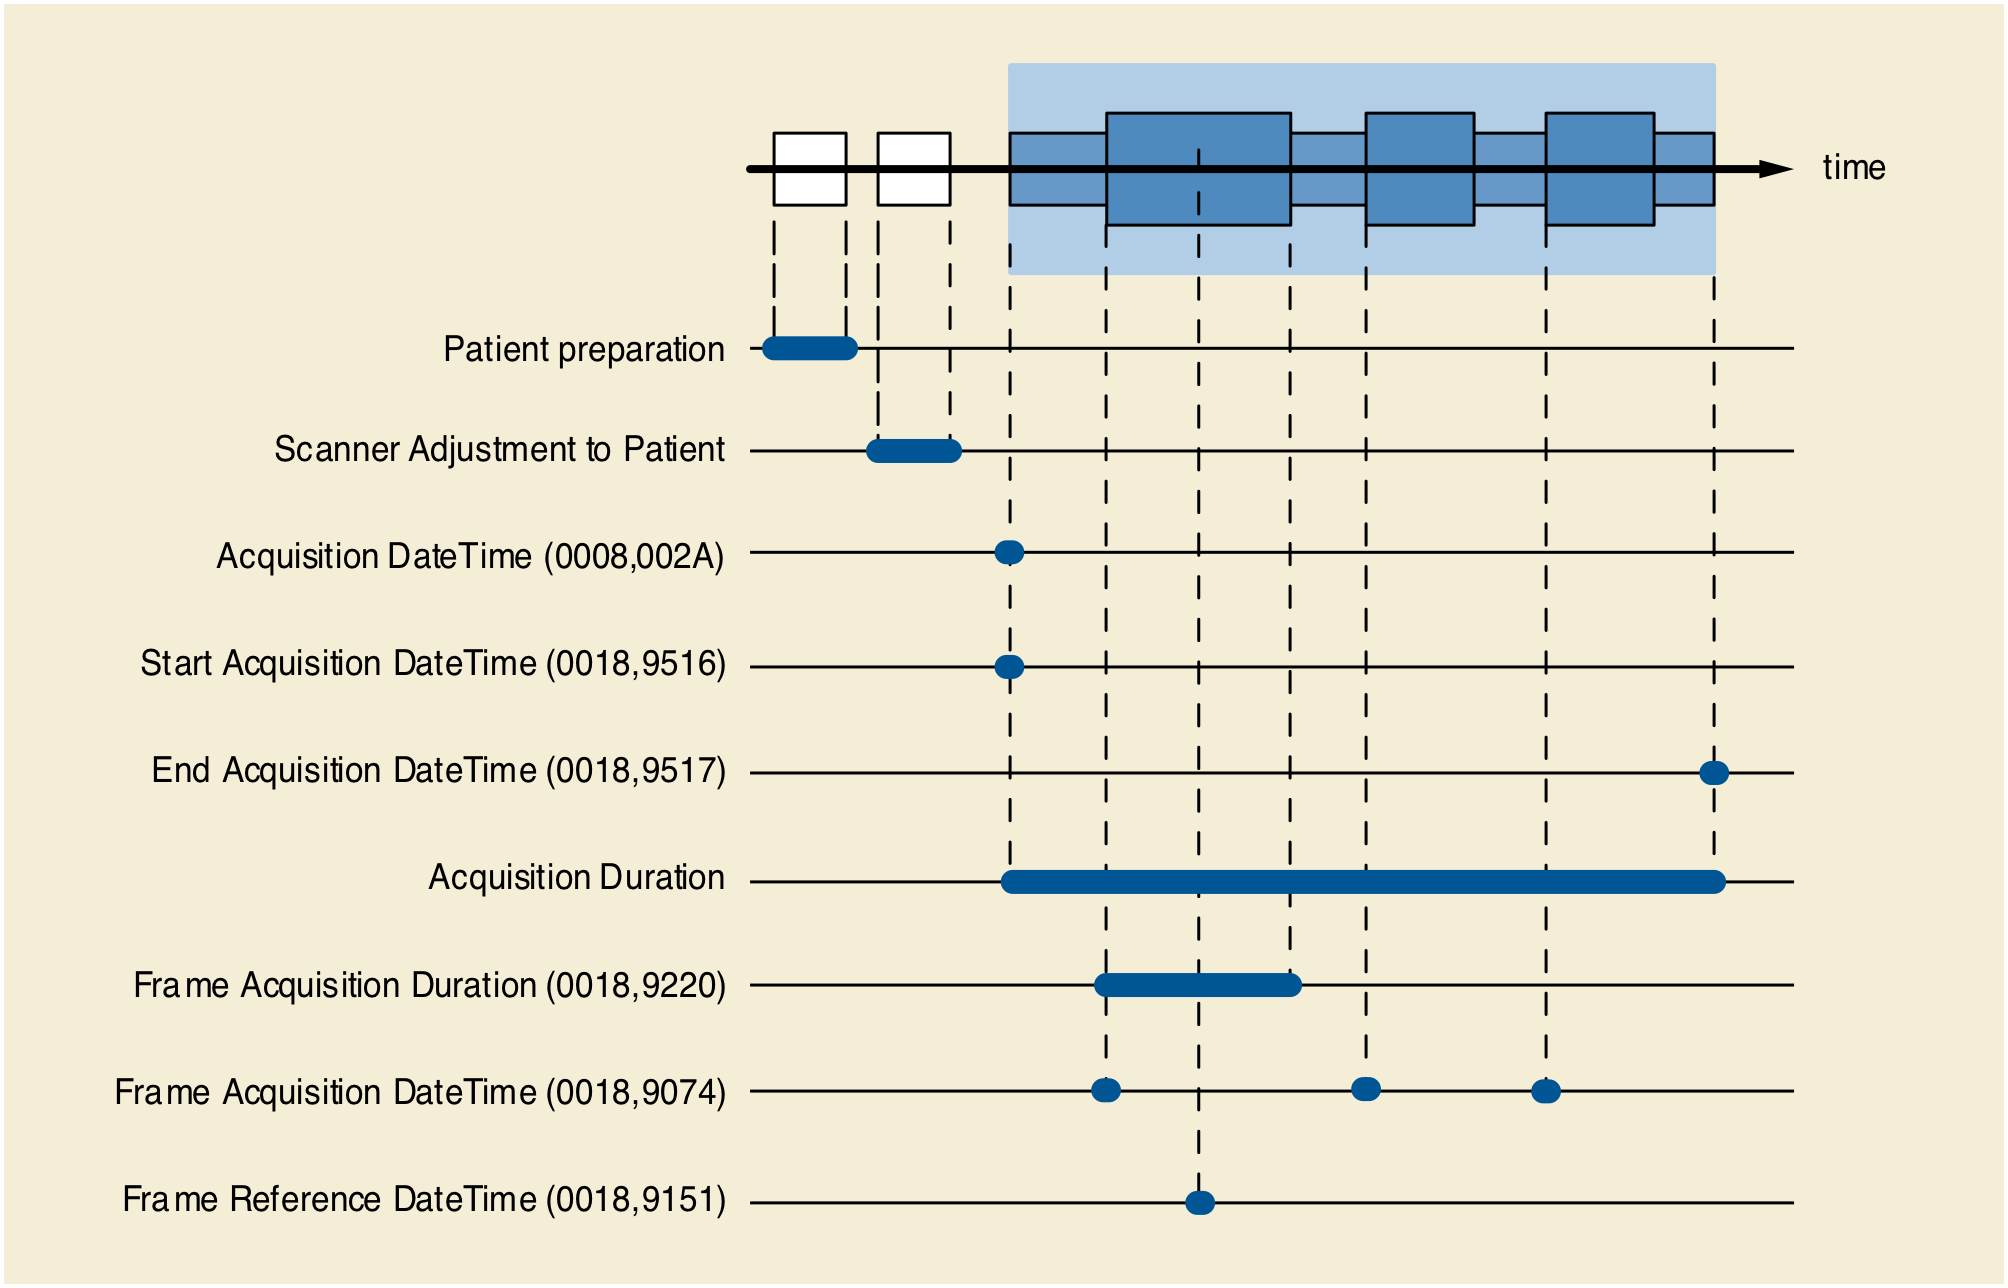 time
Patient preparation
Scanner Adjustment to Patient
Acquisition DateTime (0008,002A)
Start Acquisition DateTime (0018,9516)
End Acquisition DateTime (0018,9517)
Acquisition Duration
Frame Acquisition Duration (0018,9220)
Frame Acquisition DateTime (0018,9074)
Frame Reference DateTime (0018,9151)